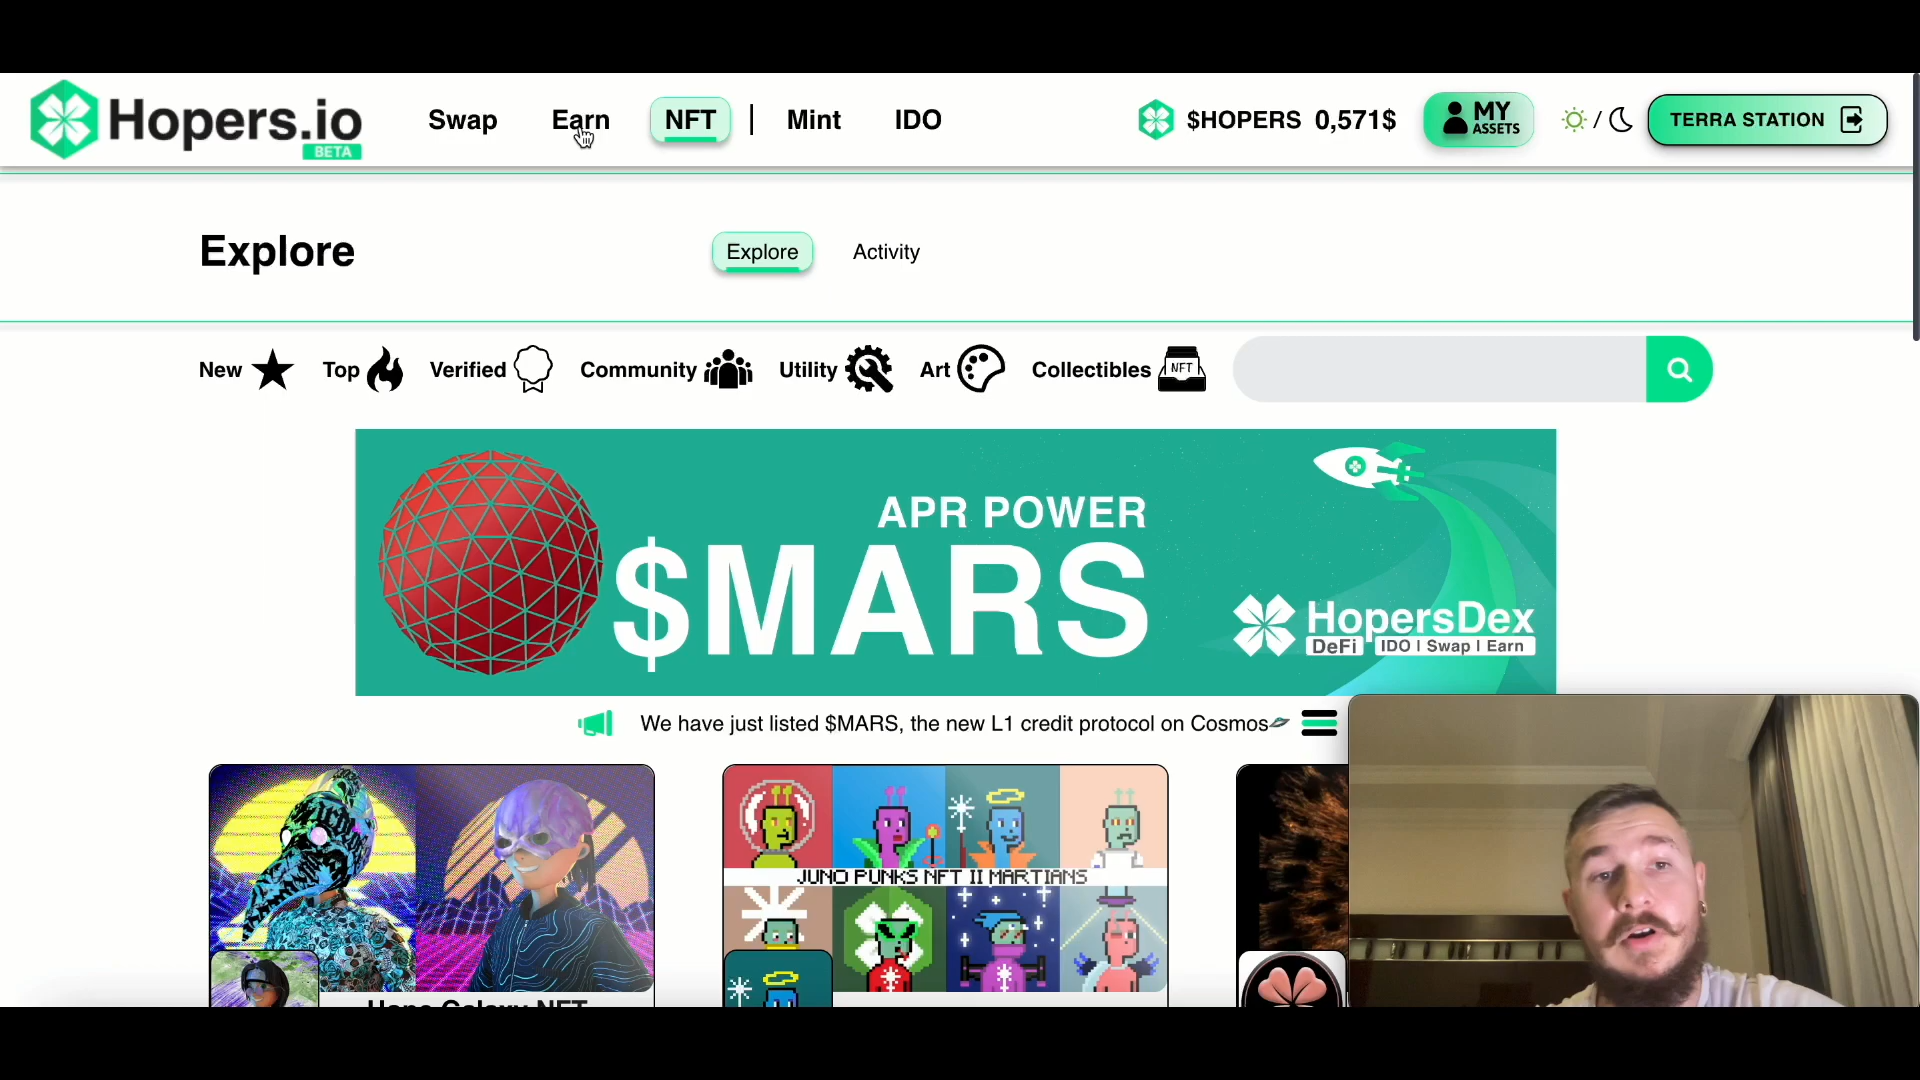 Hopers.io
BETA
Swap
Earn
NFT
Mint
IDO
$HOPERS 0,571$
MY
ASSETS
/
TERRA STATION
Explore
Explore
Activity
New
Top
Verified
Community
Utility
Art
Collectibles
NFT
APR POWER
$MARS
HopersDex
DeFi
IDO | Swap | Earn
We have just listed $MARS, the new L1 credit protocol on Cosmos
JUNO PUNKS NFT II MARTIANS